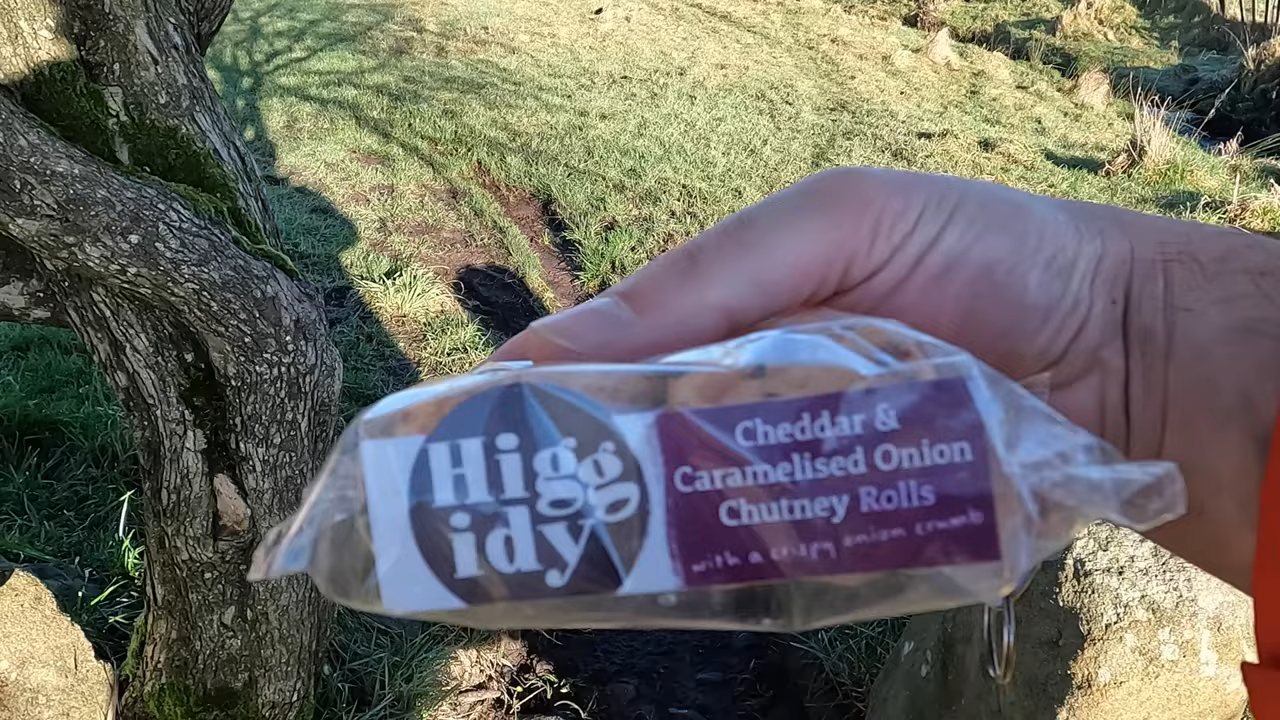 Higg
idy
Cheddar &
Caramelised Onion
Chutney Rolls
with a crispy onion crumb